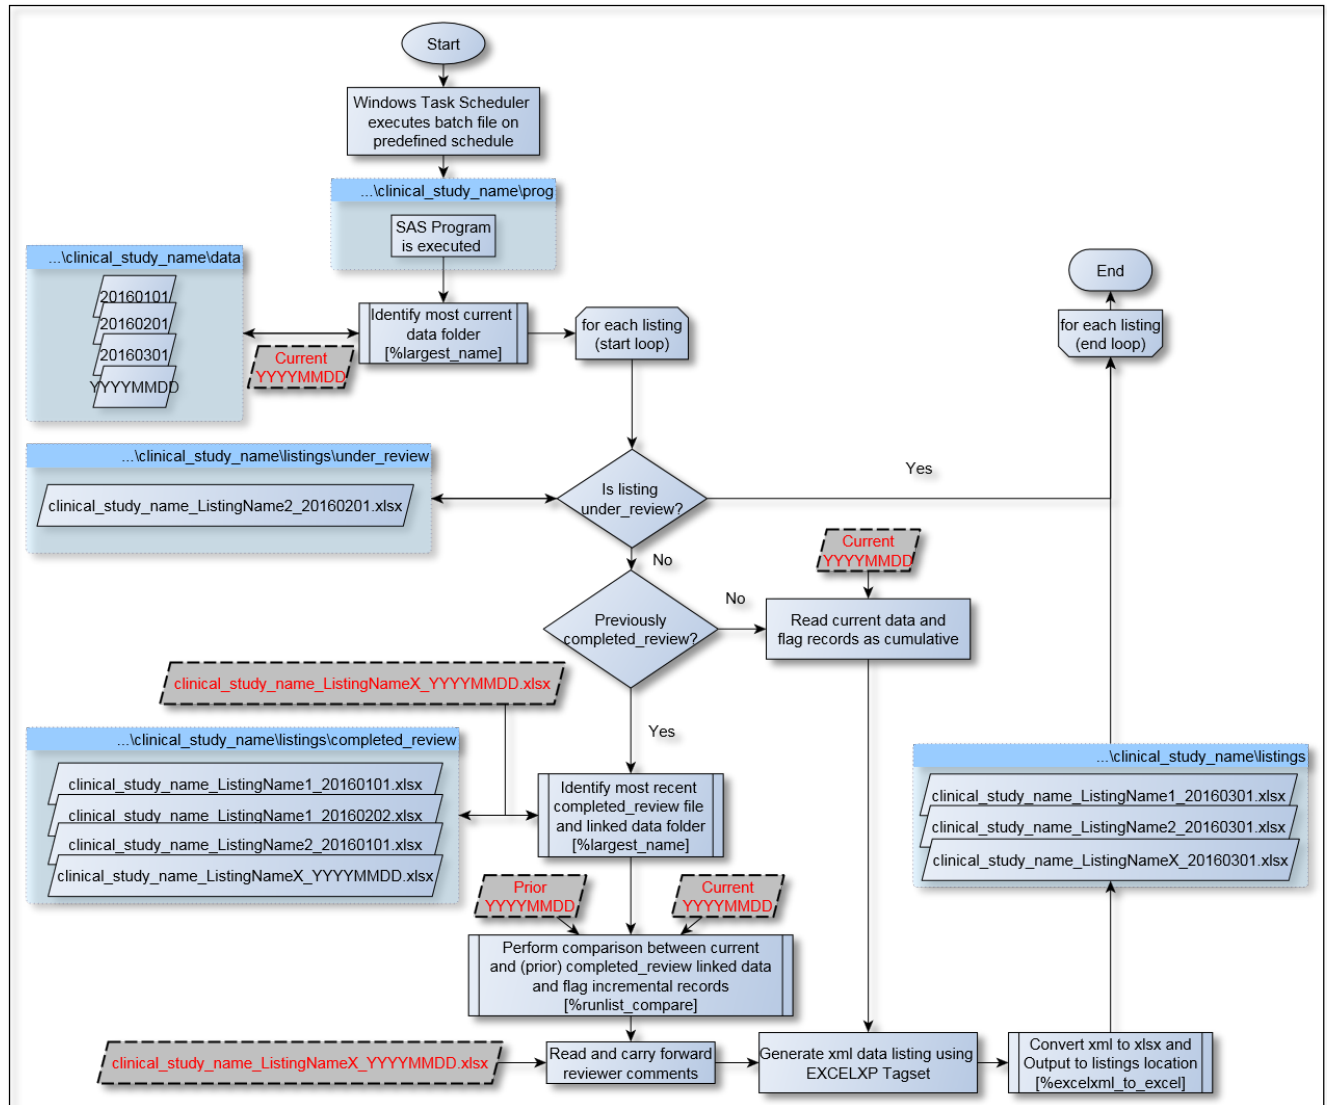 Start
Windows Task Scheduler
executes batch file on
predefined schedule
...\clinical_study_name\prog
SAS Program
is executed
...\clinical_study_name\data
20160101
20160201
20160301
YYYYMMDD
Current
YYYYMMDD
Identify most current
data folder
[%largest_name]
for each listing
(start loop)
End
for each listing
(end loop)
...\clinical_study_name\listings\under_review
clinical_study_name_ListingName2_20160201.xlsx
Is listing
under_review?
Yes
No
Current
YYYYMMDD
Previously
completed_review?
No
Read current data and
flag records as cumulative
clinical_study_name_ListingNameX_YYYYMMDD.xlsx
Yes
...\clinical_study_name\listings\completed_review
clinical_study_name_ListingName1_20160101.xlsx
clinical_study_name_ListingName1_20160202.xlsx
clinical_study_name_ListingName2_20160101.xlsx
clinical_study_name_ListingNameX_YYYYMMDD.xlsx
Identify most recent
completed_review file
and linked data folder
[%largest_name]
...\clinical_study_name\listings
clinical_study_name_ListingName1_20160301.xlsx
clinical_study_name_ListingName2_20160301.xlsx
clinical_study_name_ListingNameX_20160301.xlsx
Prior
YYYYMMDD
Current
YYYYMMDD
Perform comparison between current
and (prior) completed_review linked data
and flag incremental records
[%runlist_compare]
clinical_study_name_ListingNameX_YYYYMMDD.xlsx
Read and carry forward
reviewer comments
Generate xml data listing using
EXCELXP Tagset
Convert xml to xlsx and
Output to listings location
[%excelxml_to_excel]